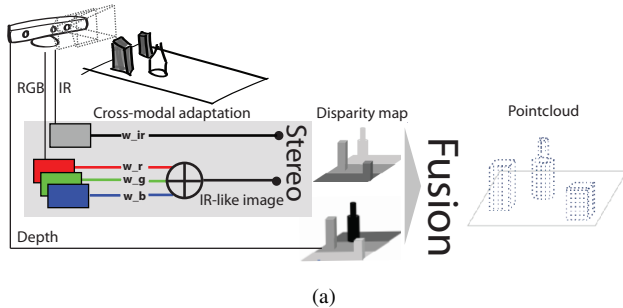 RGB IR
Cross-modal adaptation
Disparity map
Pointcloud
w_ir
w_r
w_g
w_b
IR-like image
Stereo
Fusion
Depth
(a)